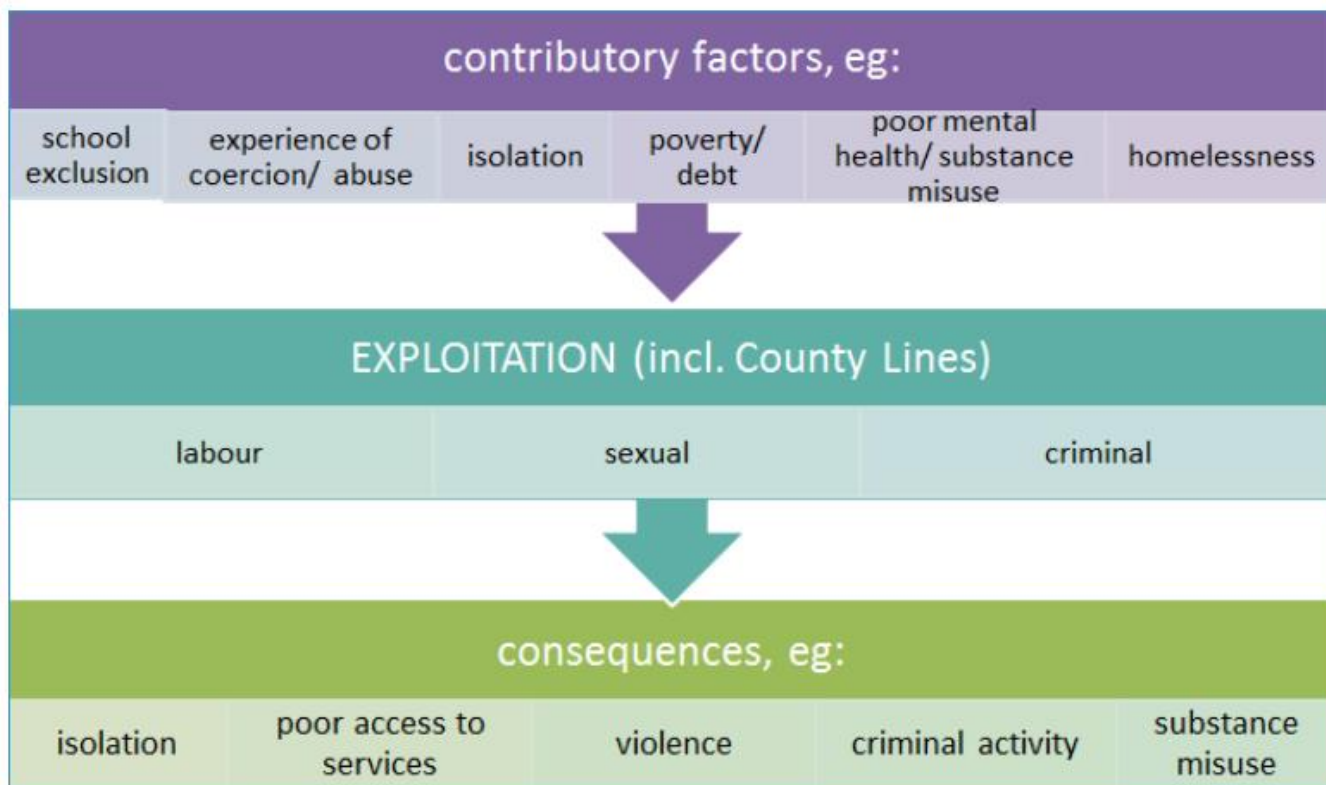 contributory factors, eg:
school
exclusion
experience of
coercion/ abuse
isolation
poverty/
debt
poor mental
health/ substance
misuse
homelessness
EXPLOITATION (incl. County Lines)
labour
sexual
criminal
consequences, eg:
isolation
poor access to
services
violence
criminal activity
substance
misuse